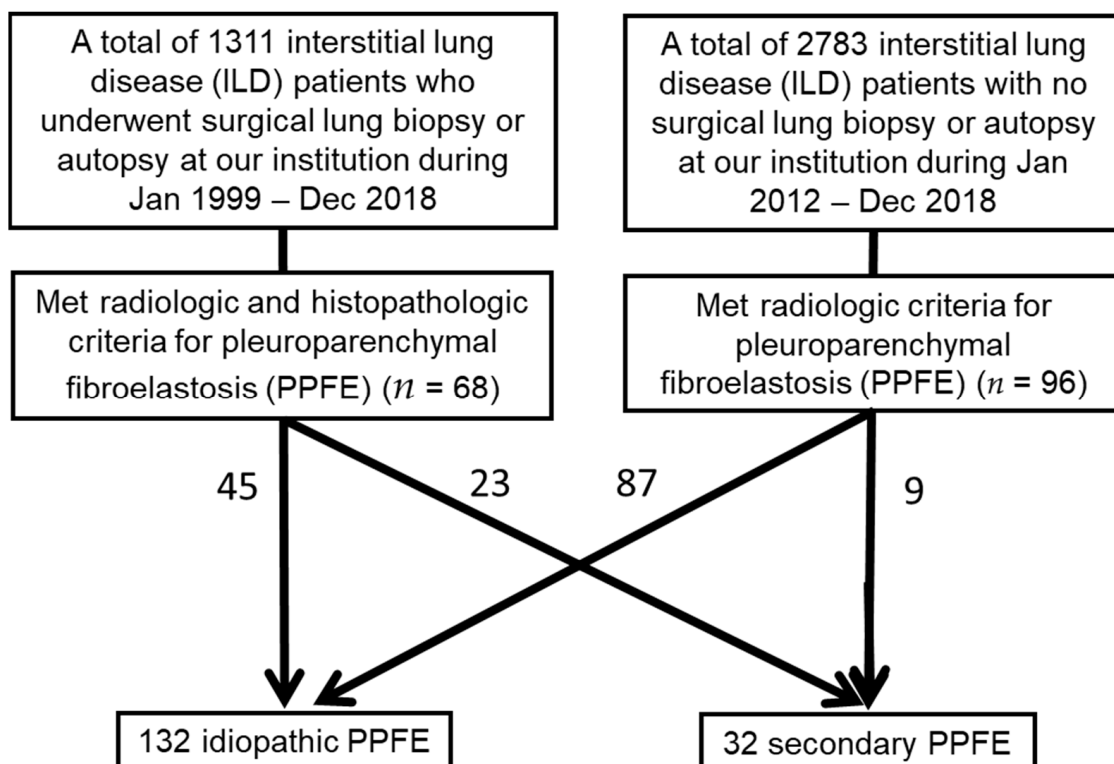 A total of 1311 interstitial lung
disease (ILD) patients who
underwent surgical lung biopsy or
autopsy at our institution during
Jan 1999 – Dec 2018
A total of 2783 interstitial lung
disease (ILD) patients with no
surgical lung biopsy or autopsy
at our institution during Jan
2012 – Dec 2018
Met radiologic and histopathologic
criteria for pleuroparenchymal
fibroelastosis (PPFE) (n = 68)
Met radiologic criteria for
pleuroparenchymal
fibroelastosis (PPFE) (n = 96)
45
23
87
9
132 idiopathic PPFE
32 secondary PPFE